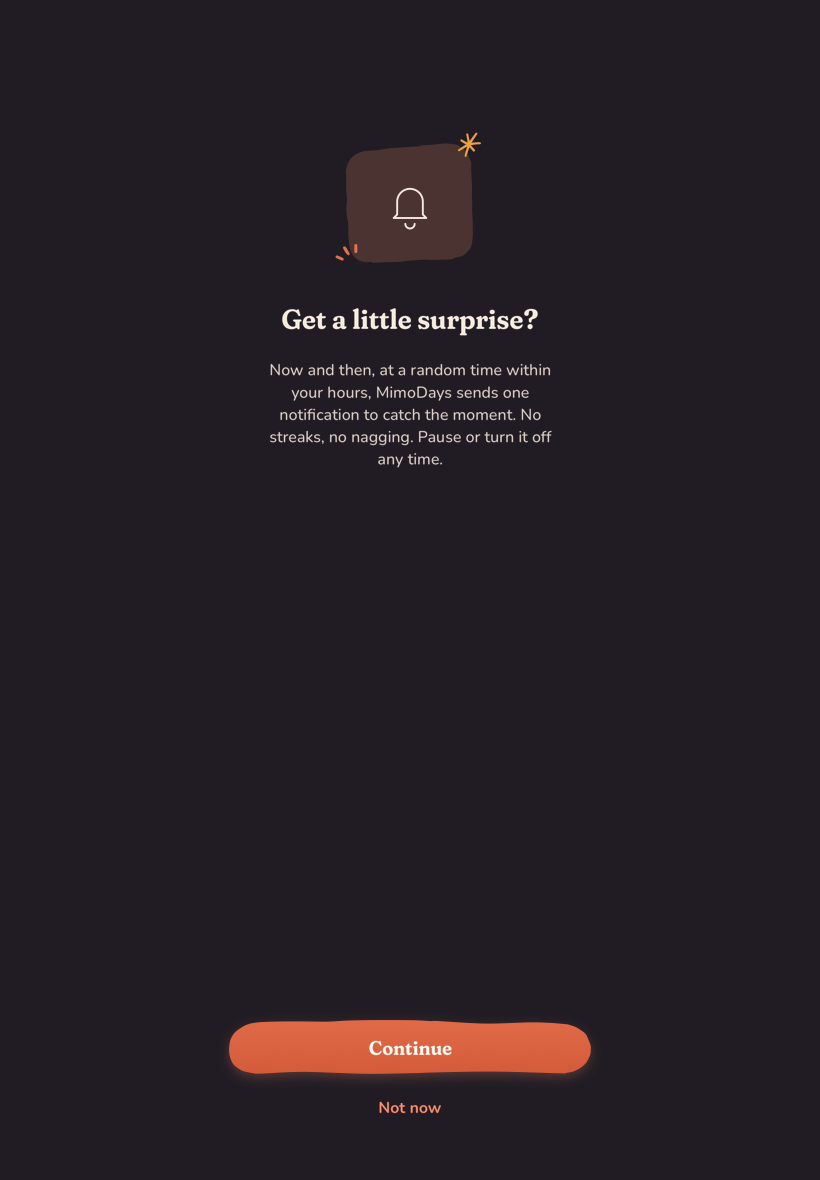 Get a little surprise?
Now and then, at a random time within
your hours, MimoDays sends one
notification to catch the moment. No
streaks, no nagging. Pause or turn it off
any time.
Continue
Not now